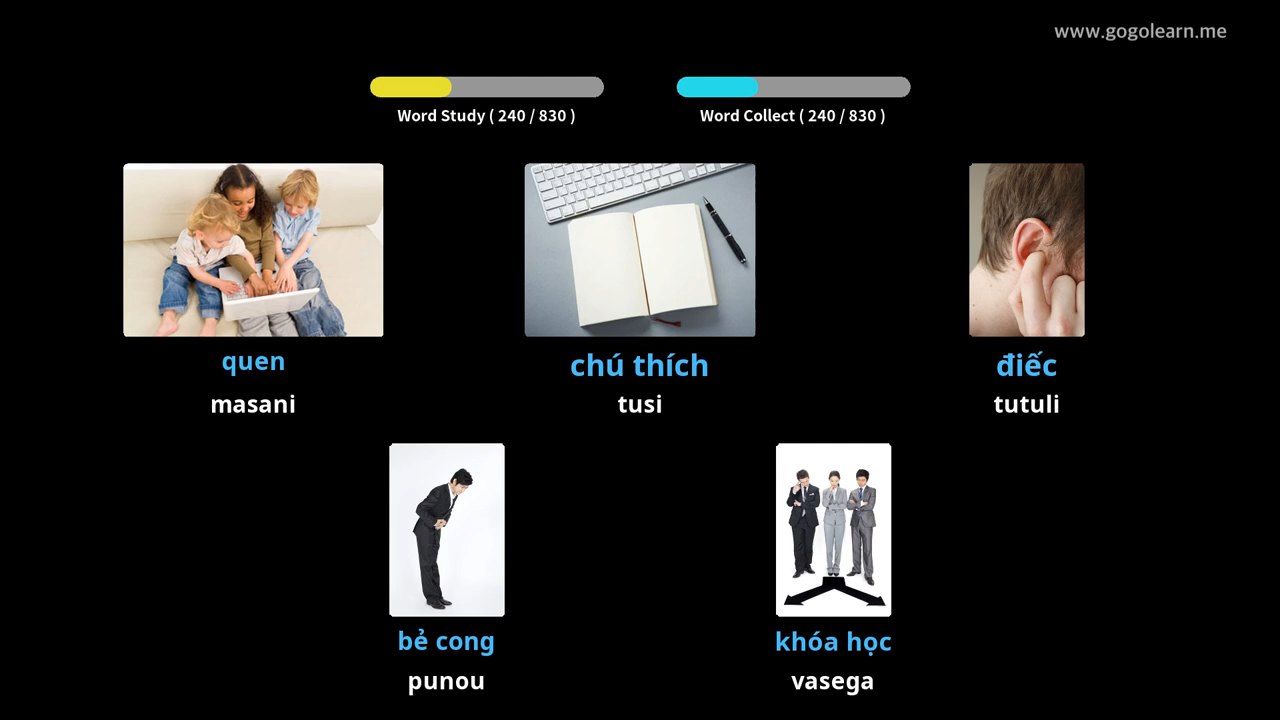 www.gogolearn.me
Word Study ( 240 / 830 )
Word Collect ( 240 / 830 )
quen
masani
chú thích
tusi
điếc
tutuli
bẻ cong
punou
khóa học
vasega